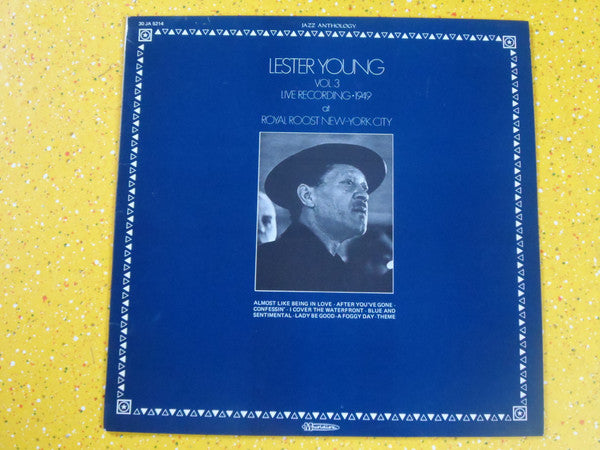 30 JA 5214
JAZZ ANTHOLOGY
LESTER YOUNG
VOL 3
LIVE RECORDING • 1949
at
ROYAL ROOST NEW-YORK CITY
ALMOST LIKE BEING IN LOVE - AFTER YOU'VE GONE -
CONFESSIN' - I COVER THE WATERFRONT - BLUE AND
SENTIMENTAL - LADY BE GOOD - A FOGGY DAY - THEME
Musidisc